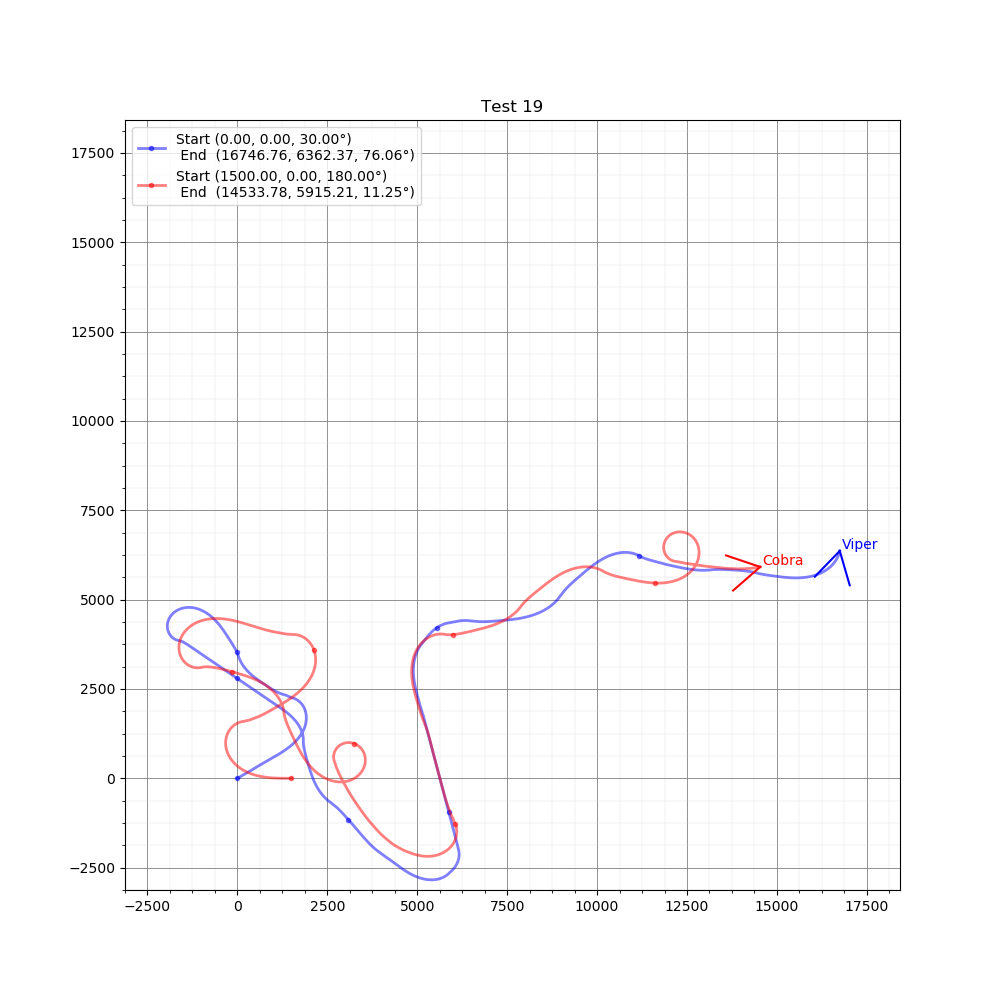 Test 19
Start (0.00, 0.00, 30.00°)
End (16746.76, 6362.37, 76.06°)
Start (1500.00, 0.00, 180.00°)
End (14533.78, 5915.21, 11.25°)
17500
15000
12500
10000
7500
5000
2500
0
−2500
Viper
Cobra
−2500 0 2500 5000 7500 10000 12500 15000 17500